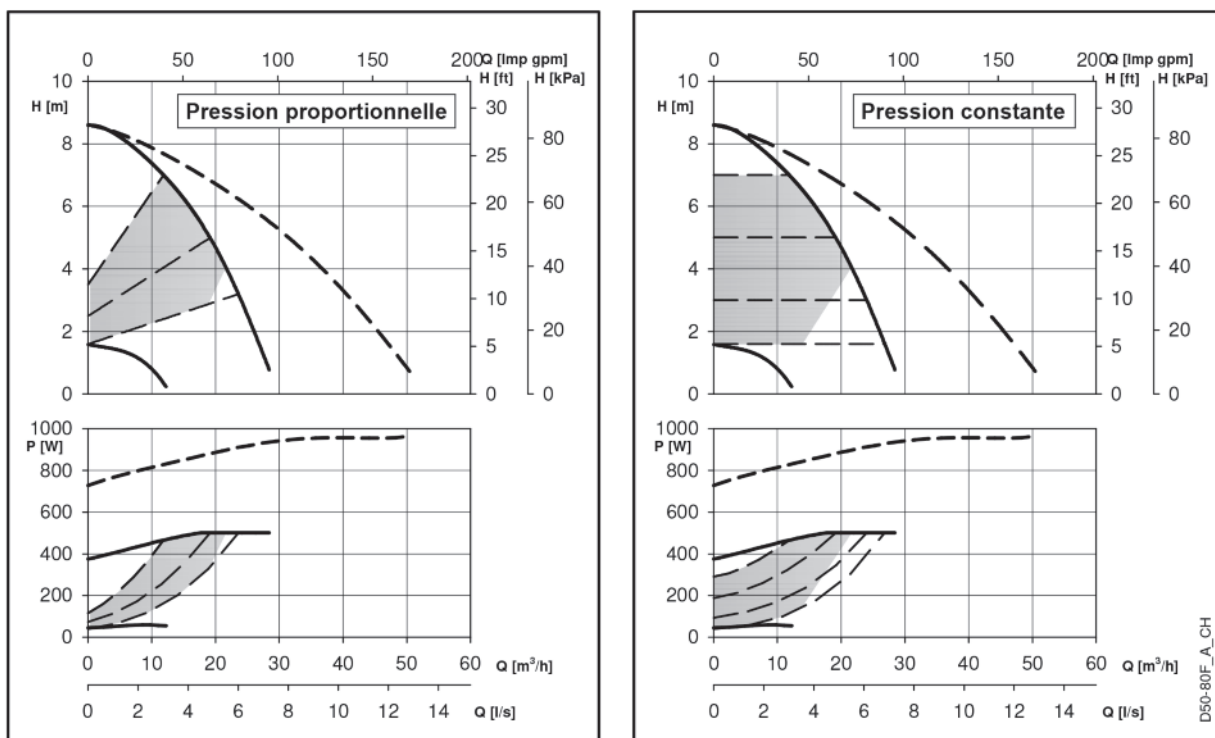 0 50 100 150 200 Q [Imp gpm]
H [ft] H [kPa]
10 H [m] 8 6 4 2 0
Pression proportionnelle
30 25 20 15 10 5 0
80 60 40 20 0
1000 P [W] 800 600 400 200 0
0 10 20 30 40 50 60 Q [m³/h]
0 2 4 6 8 10 12 14 Q [l/s]
0 50 100 150 200 Q [Imp gpm]
H [ft] H [kPa]
10 H [m] 8 6 4 2 0
Pression constante
30 25 20 15 10 5 0
80 60 40 20 0
1000 P [W] 800 600 400 200 0
0 10 20 30 40 50 60 Q [m³/h]
0 2 4 6 8 10 12 14 Q [l/s]
D50-80F_A_CH